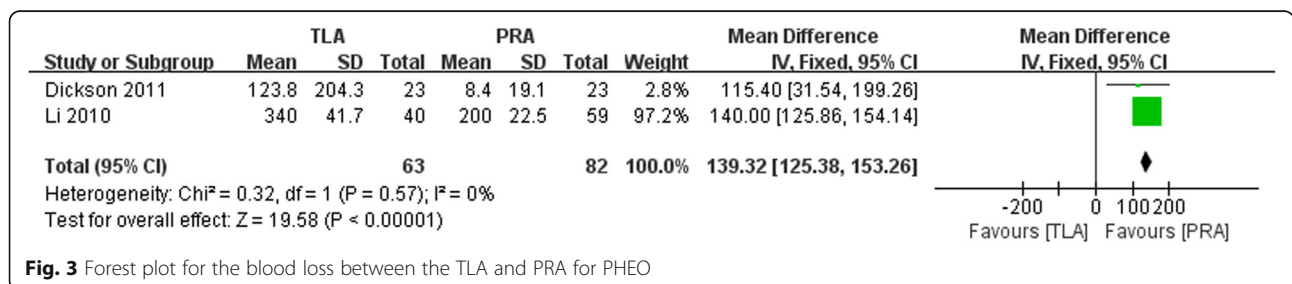 TLA PRA Mean Difference Mean Difference
Study or Subgroup Mean SD Total Mean SD Total Weight IV, Fixed, 95% CI IV, Fixed, 95% CI
Dickson 2011 123.8 204.3 23 8.4 19.1 23 2.8% 115.40 [31.54, 199.26]
Li 2010 340 41.7 40 200 22.5 59 97.2% 140.00 [125.86, 154.14]
Total (95% CI) 63 82 100.0% 139.32 [125.38, 153.26]
Heterogeneity: Chi² = 0.32, df = 1 (P = 0.57); I² = 0%
Test for overall effect: Z = 19.58 (P < 0.00001)
-200 0 100 200
Favours [TLA] Favours [PRA]
Fig. 3 Forest plot for the blood loss between the TLA and PRA for PHEO